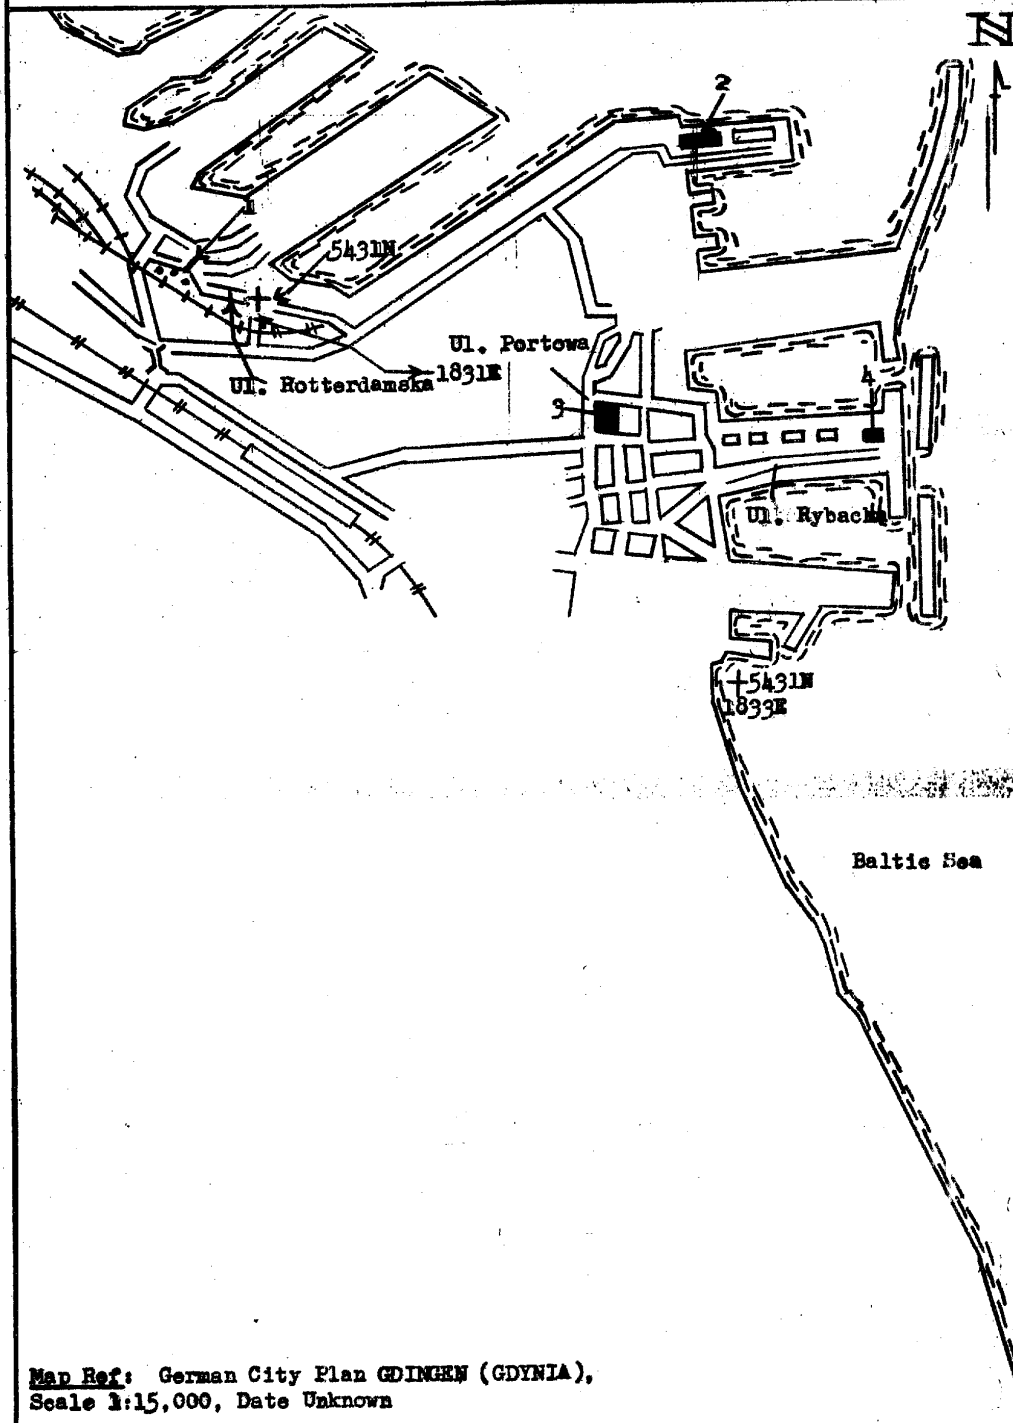 N
2
1
5431N
Ul. Portowa
1831E
Ul. Rotterdamska
4
3
Ul. Rybacka
5431N
1833E
Baltic Sea
Map Ref: German City Plan GDINGEN (GDYNIA),
Scale 1:15,000, Date Unknown